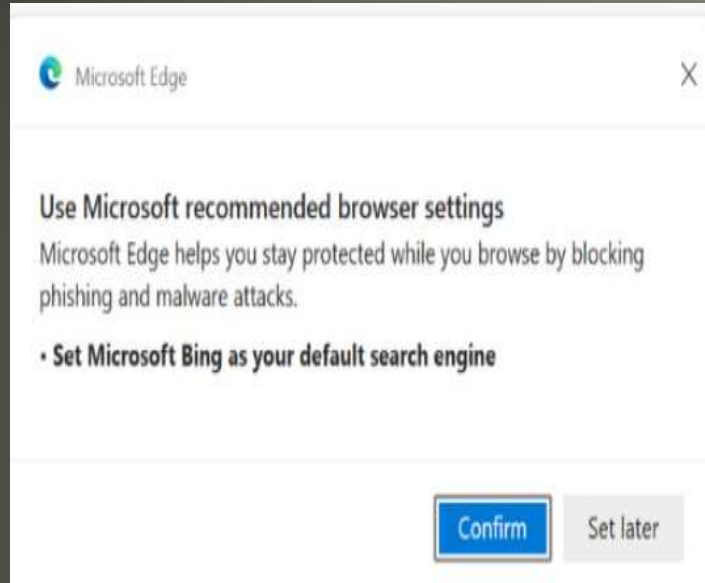 Microsoft Edge X
Use Microsoft recommended browser settings
Microsoft Edge helps you stay protected while you browse by blocking
phishing and malware attacks.
• Set Microsoft Bing as your default search engine
Confirm Set later